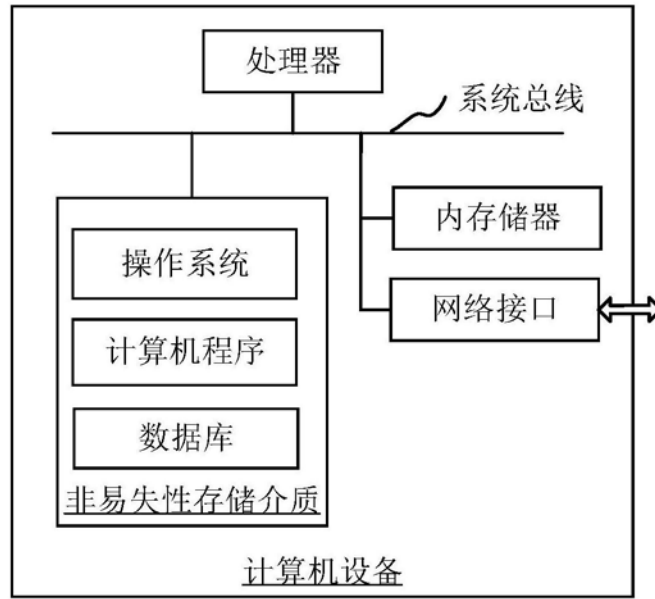 处理器
系统总线
内存储器
操作系统
网络接口
计算机程序
数据库
非易失性存储介质
计算机设备